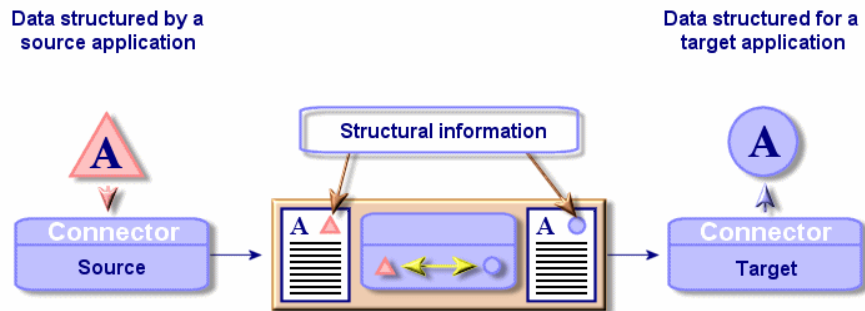 Data structured by a
source application
Data structured for a
target application
A
A
Structural information
A
A
Connector
Source
Connector
Target